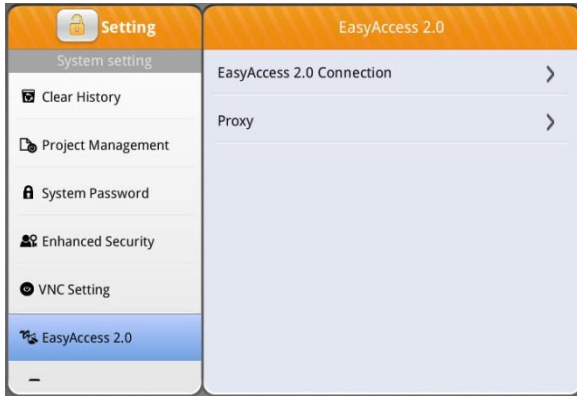 Setting
System setting
Clear History
Project Management
System Password
Enhanced Security
VNC Setting
EasyAccess 2.0
EasyAccess 2.0
EasyAccess 2.0 Connection
Proxy